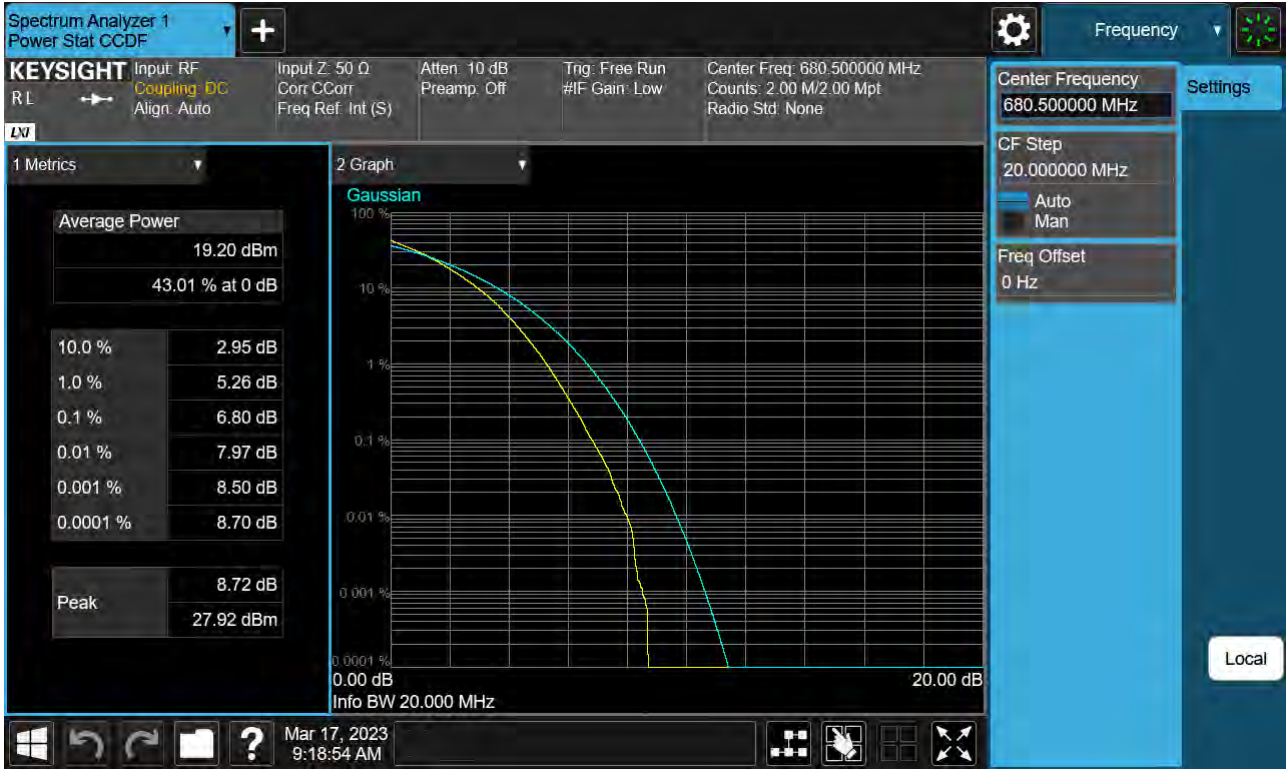 Spectrum Analyzer 1
Power Stat CCDF
Frequency
KEYSIGHT
R L
LXI
Input: RF
Coupling: DC
Align: Auto
Input Z: 50 Ω
Corr CCorr
Freq Ref: Int (S)
Atten: 10 dB
Preamp: Off
Trig: Free Run
#IF Gain: Low
Center Freq: 680.500000 MHz
Counts: 2.00 M/2.00 Mpt
Radio Std: None
Center Frequency
680.500000 MHz
Settings
CF Step
20.000000 MHz
Auto
Man
Freq Offset
0 Hz
Local
1 Metrics
Average Power
19.20 dBm
43.01 % at 0 dB
10.0 % 2.95 dB
1.0 % 5.26 dB
0.1 % 6.80 dB
0.01 % 7.97 dB
0.001 % 8.50 dB
0.0001 % 8.70 dB
Peak
8.72 dB
27.92 dBm
2 Graph
Gaussian
100 %
10 %
1 %
0.1 %
0.01 %
0.001 %
0.0001 %
0.00 dB
20.00 dB
Info BW 20.000 MHz
?
Mar 17, 2023
9:18:54 AM